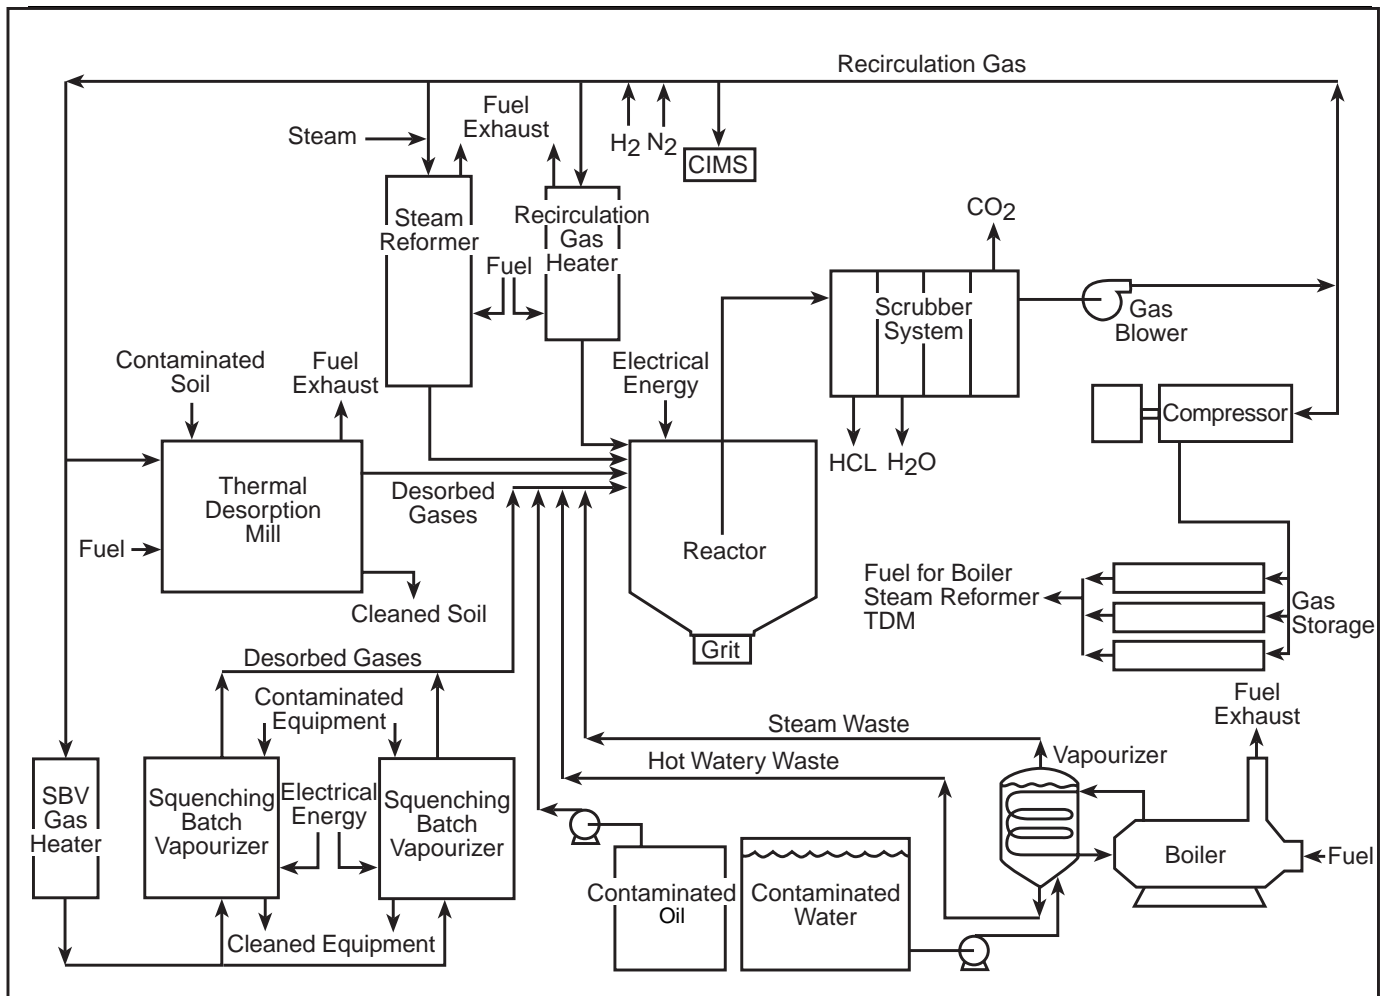 Recirculation Gas
Fuel
Exhaust
Steam
H2
N2
CIMS
Steam
Reformer
Recirculation
Gas
Heater
Fuel
CO2
Scrubber
System
Gas
Blower
Contaminated
Soil
Fuel
Exhaust
Electrical
Energy
Compressor
HCL
H2O
Thermal
Desorption
Mill
Desorbed
Gases
Fuel
Reactor
Cleaned Soil
Fuel for Boiler
Steam Reformer
TDM
Gas
Storage
Grit
Desorbed Gases
Contaminated
Equipment
Fuel
Exhaust
Steam Waste
Hot Watery Waste
Vapourizer
SBV
Gas
Heater
Squenching
Batch
Vapourizer
Electrical
Energy
Squenching
Batch
Vapourizer
Boiler
Fuel
Contaminated
Oil
Contaminated
Water
Cleaned Equipment